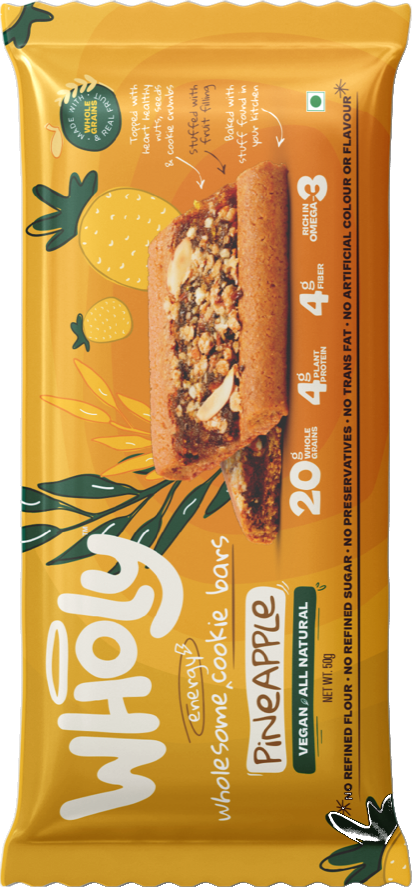 MADE WITH
WHOLE
GRAINS
& REAL FRUIT
Topped with
heart healthy
nuts, seeds
& cookie crumbs
stuffed with
fruit filling
Baked with
stuff found in
your kitchen
WHOLY
energy
wholesome cookie bars
PINEAPPLE
VEGAN ALL NATURAL
NET WT. 50g
20g WHOLE
GRAINS
4g PLANT
PROTEIN
4g FIBER
RICH IN
OMEGA-3
*NO REFINED FLOUR • NO REFINED SUGAR • NO PRESERVATIVES • NO TRANS FAT • NO ARTIFICIAL COLOUR OR FLAVOUR*